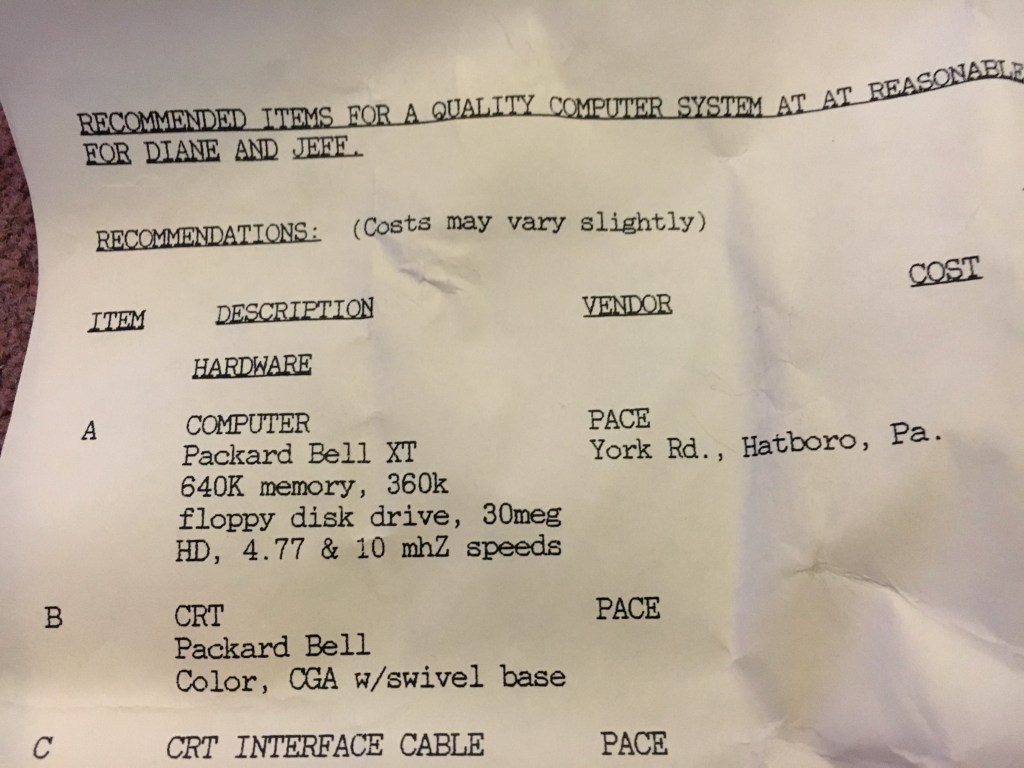 RECOMMENDED ITEMS FOR A QUALITY COMPUTER SYSTEM AT AT REASONABLE
FOR DIANE AND JEFF.
RECOMMENDATIONS: (Costs may vary slightly)
ITEM DESCRIPTION VENDOR COST
HARDWARE
A COMPUTER PACE
Packard Bell XT York Rd., Hatboro, Pa.
640K memory, 360k
floppy disk drive, 30meg
HD, 4.77 & 10 mhZ speeds
B CRT PACE
Packard Bell
Color, CGA w/swivel base
C CRT INTERFACE CABLE PACE